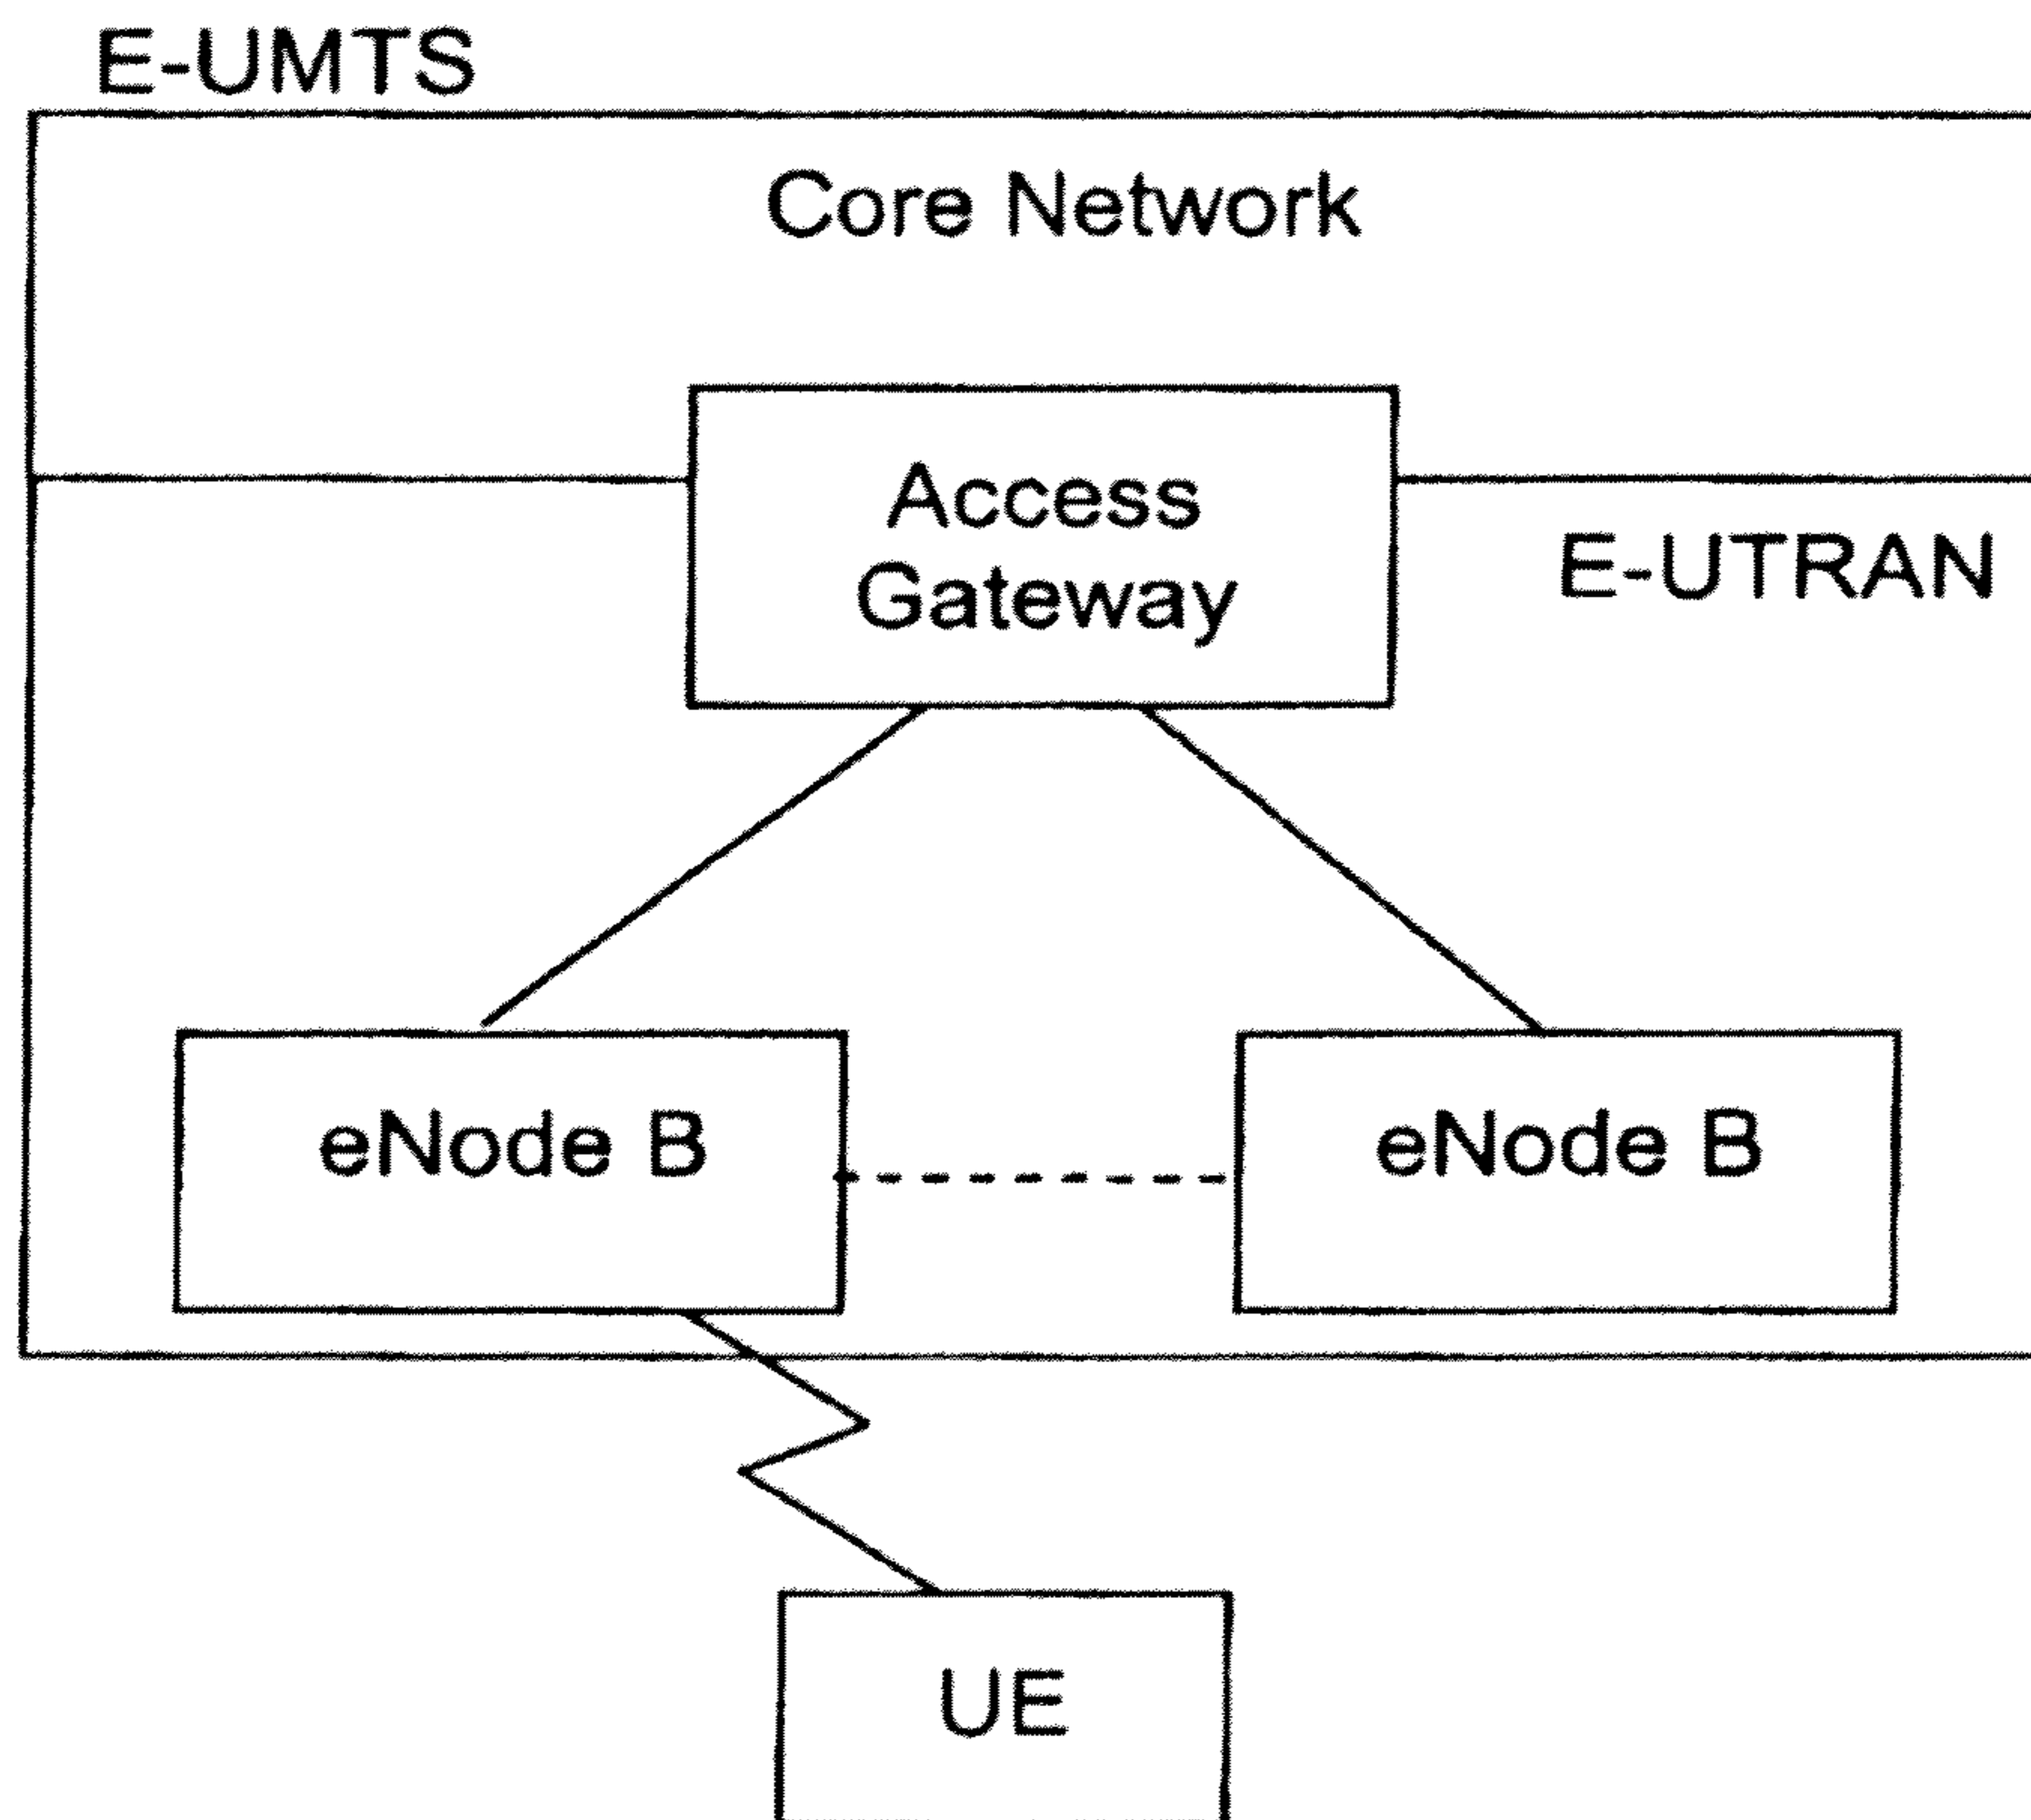 E-UMTS
Core Network
Access
Gateway
E-UTRAN
eNode B
eNode B
UE